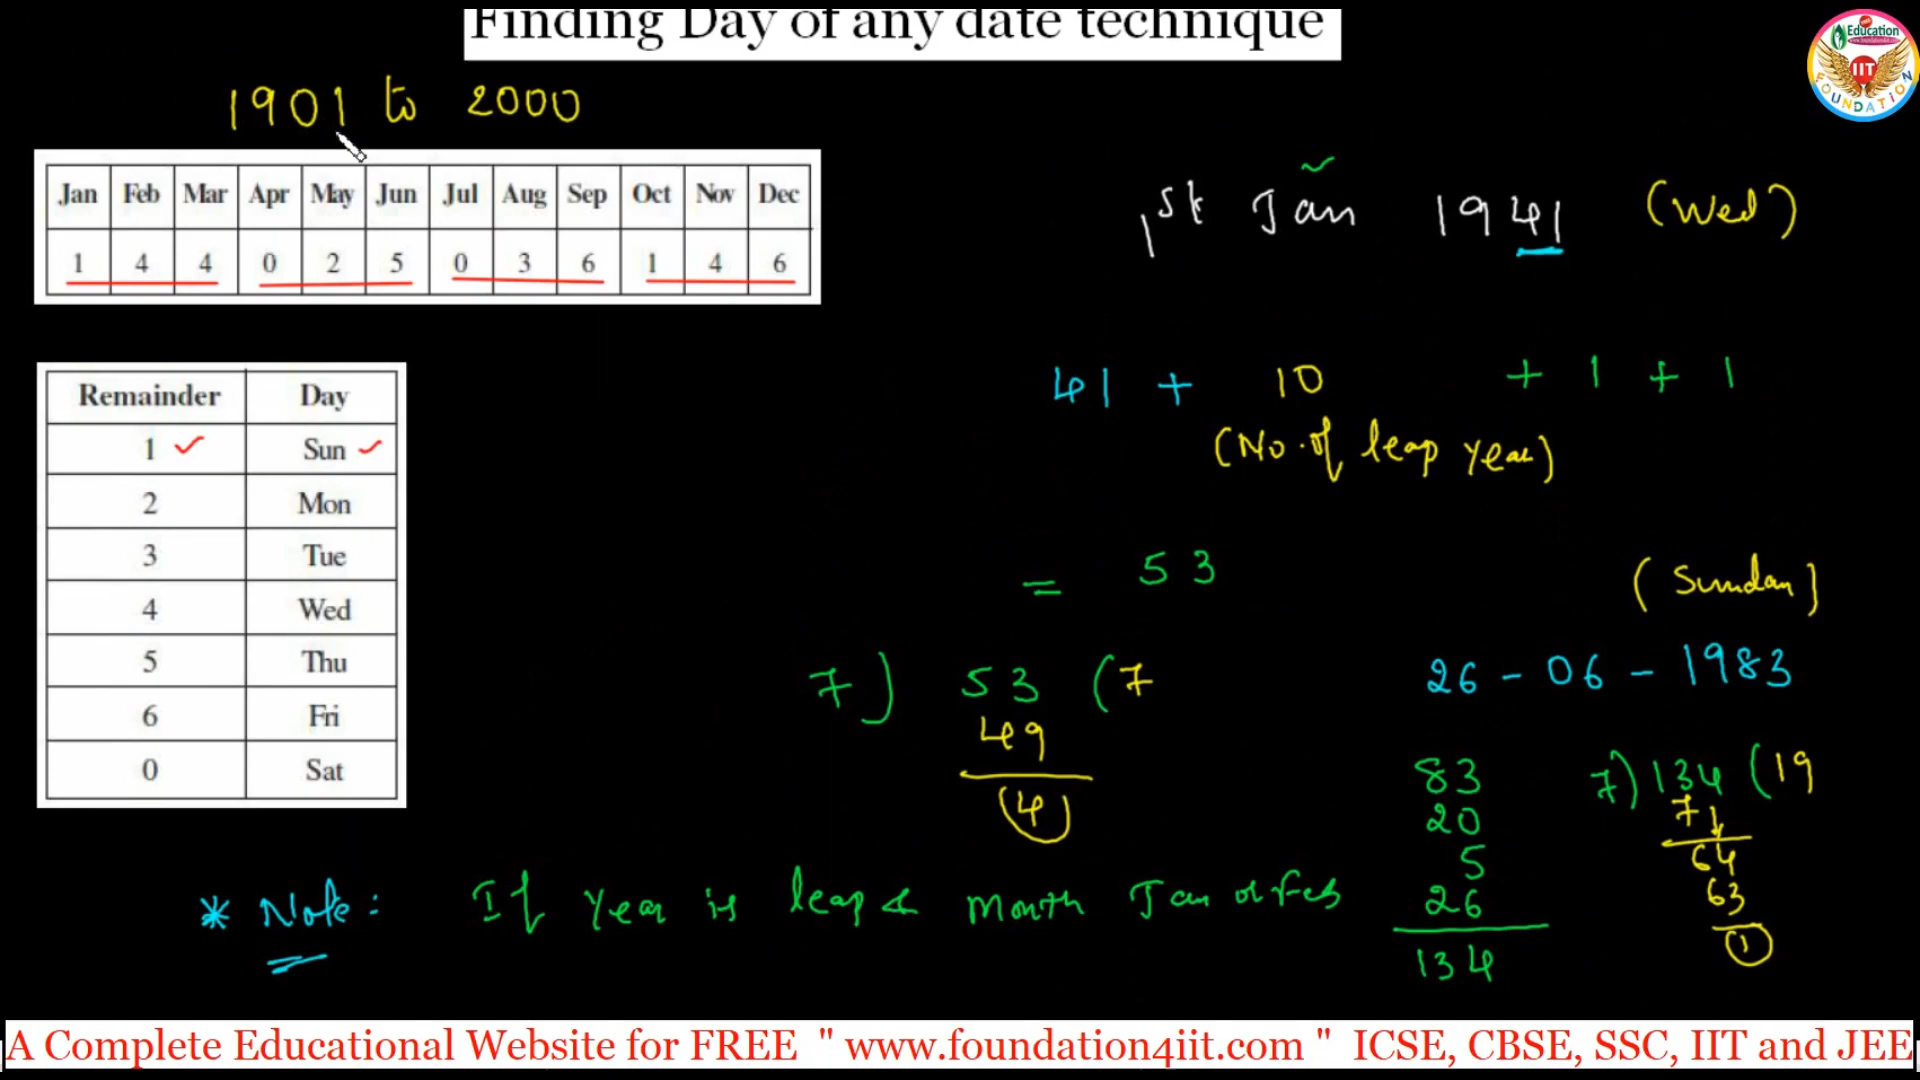 Finding Day of any date technique
Education
IIT
FOUNDATION
1901 to 2000
Jan Feb Mar Apr May Jun Jul Aug Sep Oct Nov Dec
1 4 4 0 2 5 0 3 6 1 4 6
1st Jan 1941 (Wed)
Remainder Day
1 Sun
2 Mon
3 Tue
4 Wed
5 Thu
6 Fri
0 Sat
41 + 10 + 1 + 1
(No. of leap year)
= 53
7) 53 (7
49
(4)
(Sunday)
26 - 06 - 1983
83
20
5
26
134
7) 134 (19
7
64
63
1
* Note: If year is leap & month Jan or Feb
A Complete Educational Website for FREE " www.foundation4iit.com " ICSE, CBSE, SSC, IIT and JEE